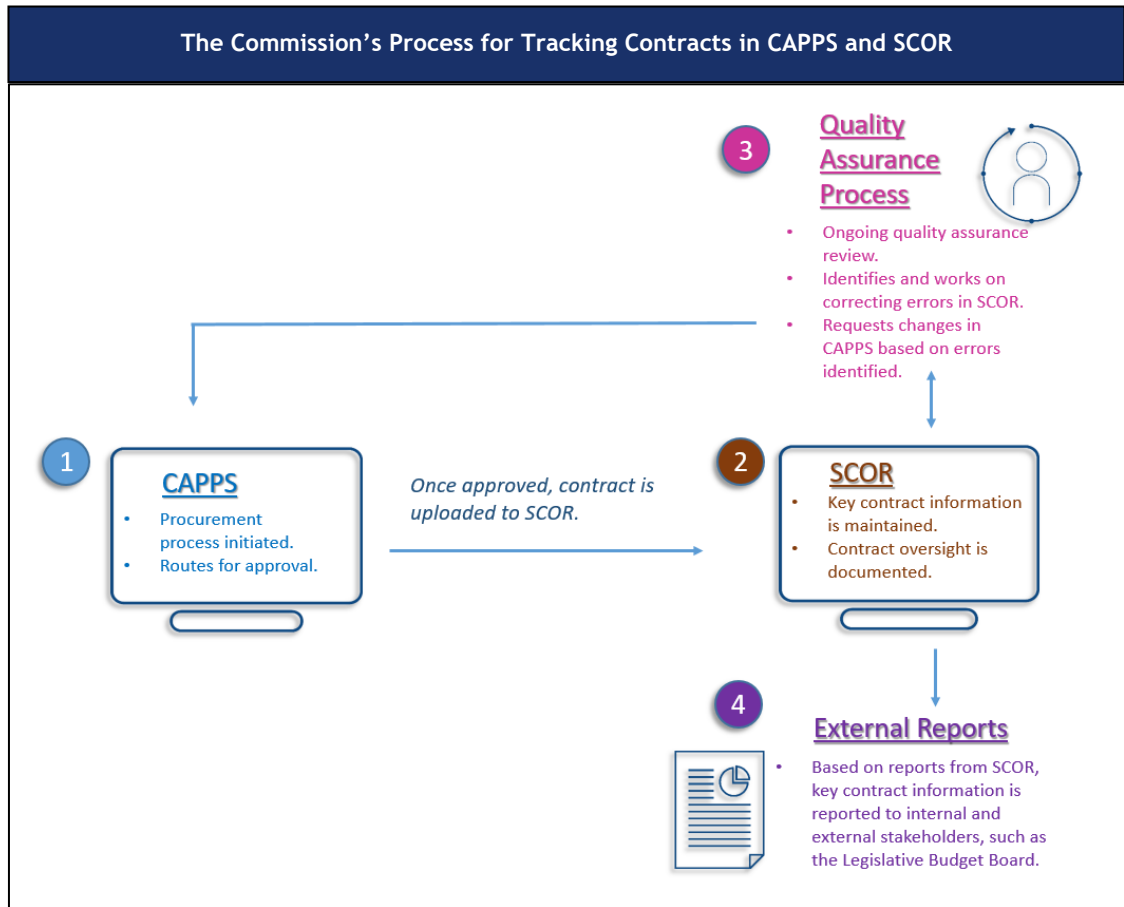 The Commission's Process for Tracking Contracts in CAPPS and SCOR
3
Quality
Assurance
Process
• Ongoing quality assurance
review.
• Identifies and works on
correcting errors in SCOR.
• Requests changes in
CAPPS based on errors
identified.
1
CAPPS
• Procurement
process initiated.
• Routes for approval.
Once approved, contract is
uploaded to SCOR.
2
SCOR
• Key contract information
is maintained.
• Contract oversight is
documented.
4
External Reports
• Based on reports from SCOR,
key contract information is
reported to internal and
external stakeholders, such as
the Legislative Budget Board.